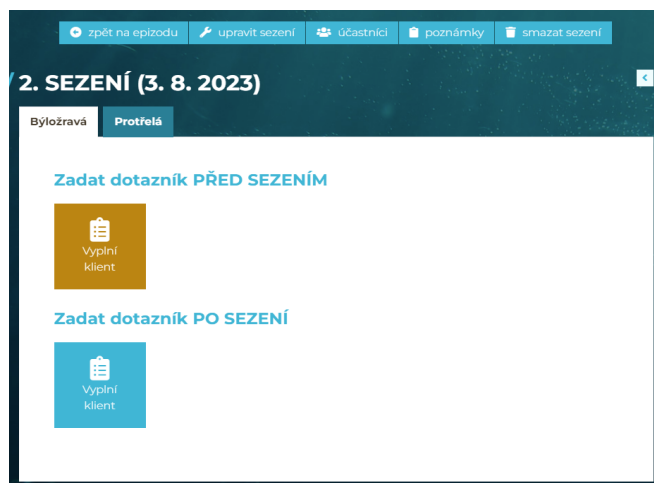 zpět na epizodu upravit sezení účastníci poznámky smazat sezení
2. SEZENÍ (3. 8. 2023)
Býložravá Protřelá
Zadat dotazník PŘED SEZENÍM
Vyplní
klient
Zadat dotazník PO SEZENÍ
Vyplní
klient